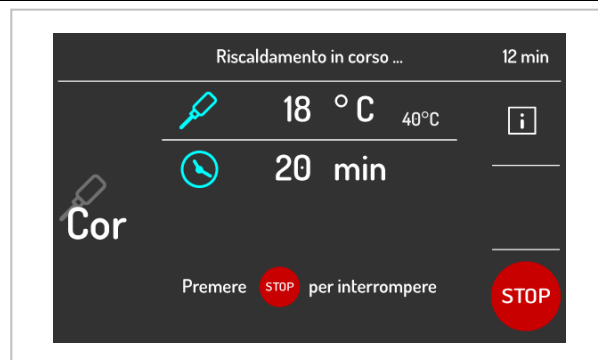 Riscaldamento in corso ...
12 min
18 °C 40°C
i
20 min
Cor
Premere STOP per interrompere
STOP